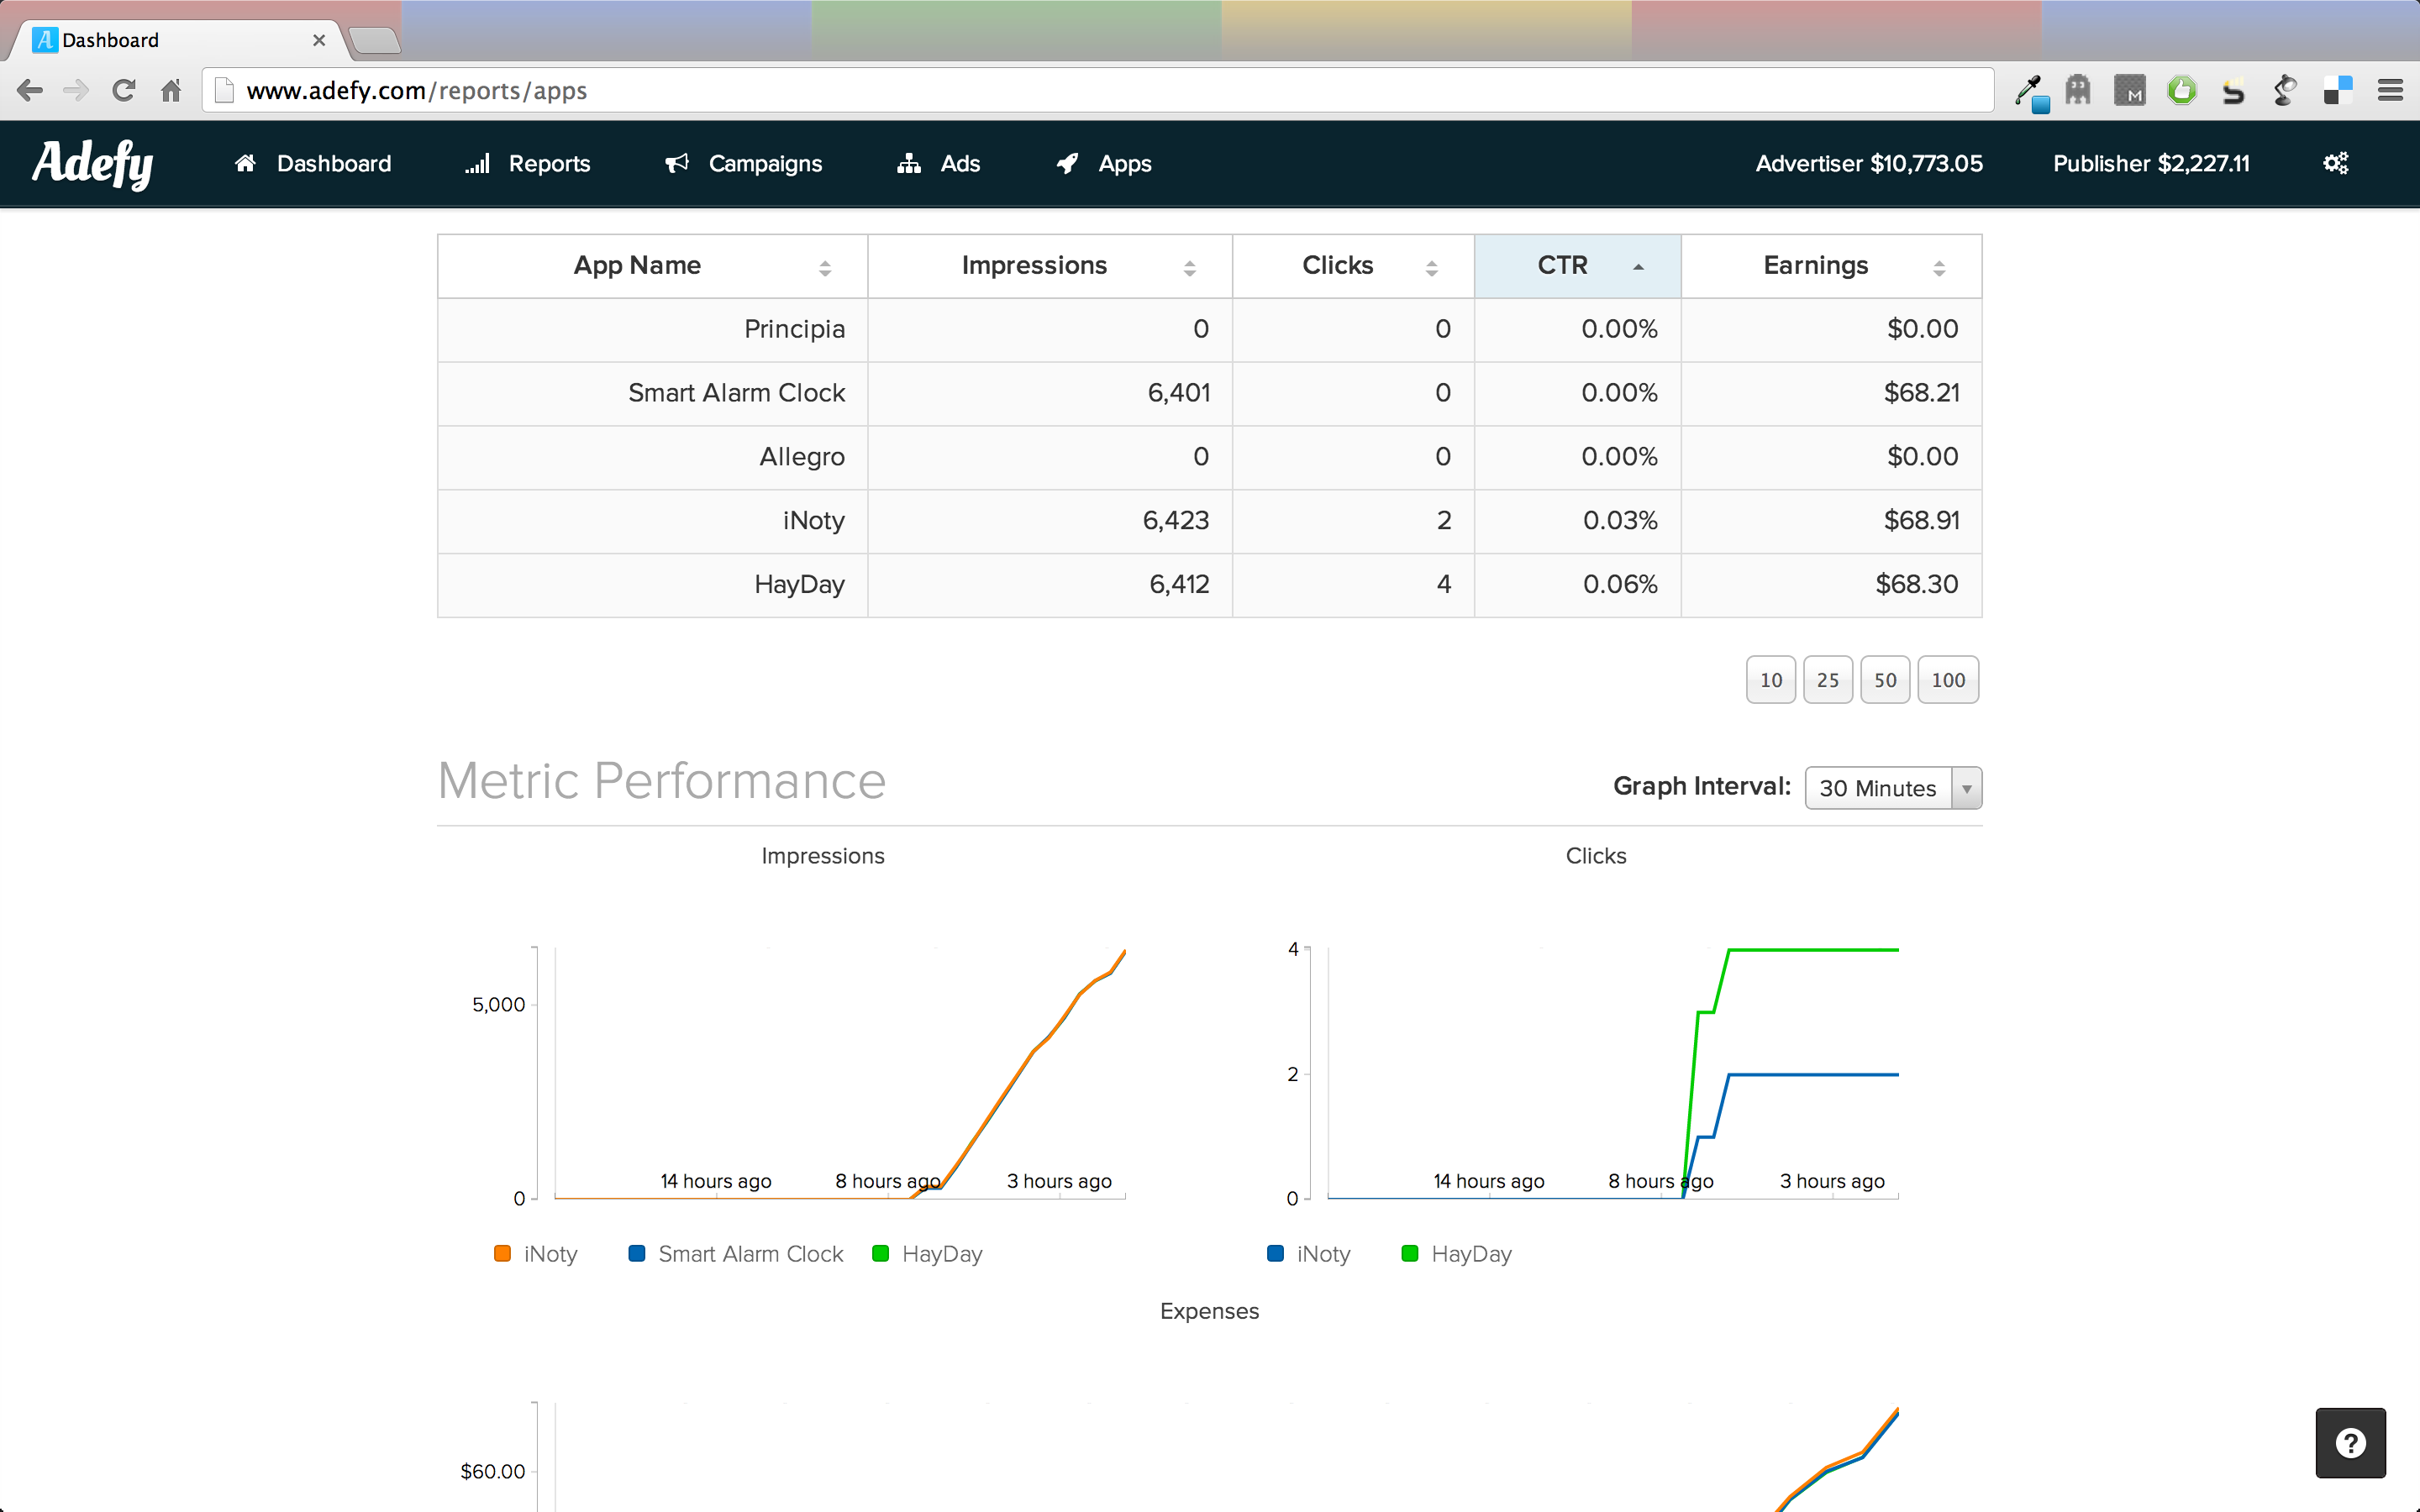 Dashboard
www.adefy.com/reports/apps
Adefy Dashboard Reports Campaigns Ads Apps Advertiser $10,773.05 Publisher $2,227.11
App Name Impressions Clicks CTR Earnings
Principia 0 0 0.00% $0.00
Smart Alarm Clock 6,401 0 0.00% $68.21
Allegro 0 0 0.00% $0.00
iNoty 6,423 2 0.03% $68.91
HayDay 6,412 4 0.06% $68.30
10 25 50 100
Metric Performance Graph Interval: 30 Minutes
Impressions Clicks
4
5,000
2
14 hours ago 8 hours ago 3 hours ago 14 hours ago 8 hours ago 3 hours ago
0 0
iNoty Smart Alarm Clock HayDay iNoty HayDay
Expenses
?
$60.00